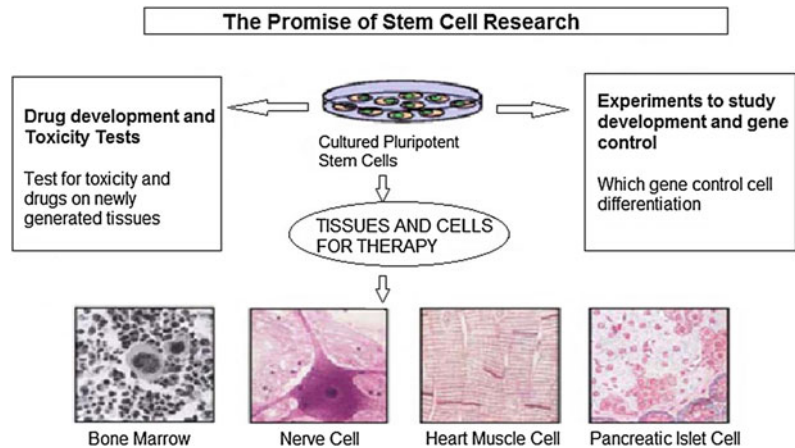 The Promise of Stem Cell Research
Drug development and
Toxicity Tests
Test for toxicity and
drugs on newly
generated tissues
Cultured Pluripotent
Stem Cells
Experiments to study
development and gene
control
Which gene control cell
differentiation
TISSUES AND CELLS
FOR THERAPY
Bone Marrow
Nerve Cell
Heart Muscle Cell
Pancreatic Islet Cell